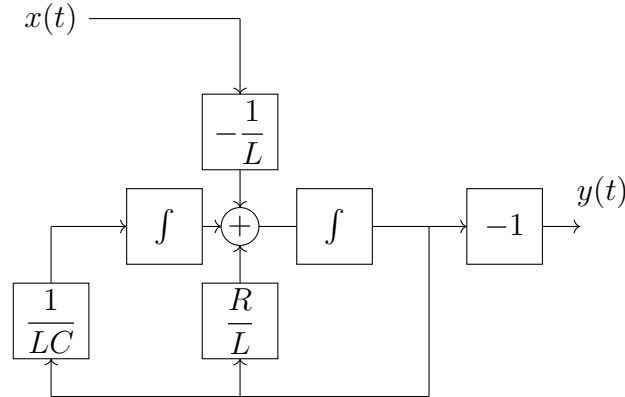 x(t)
−1/L
y(t)
∫ + ∫ −1
1/LC R/L